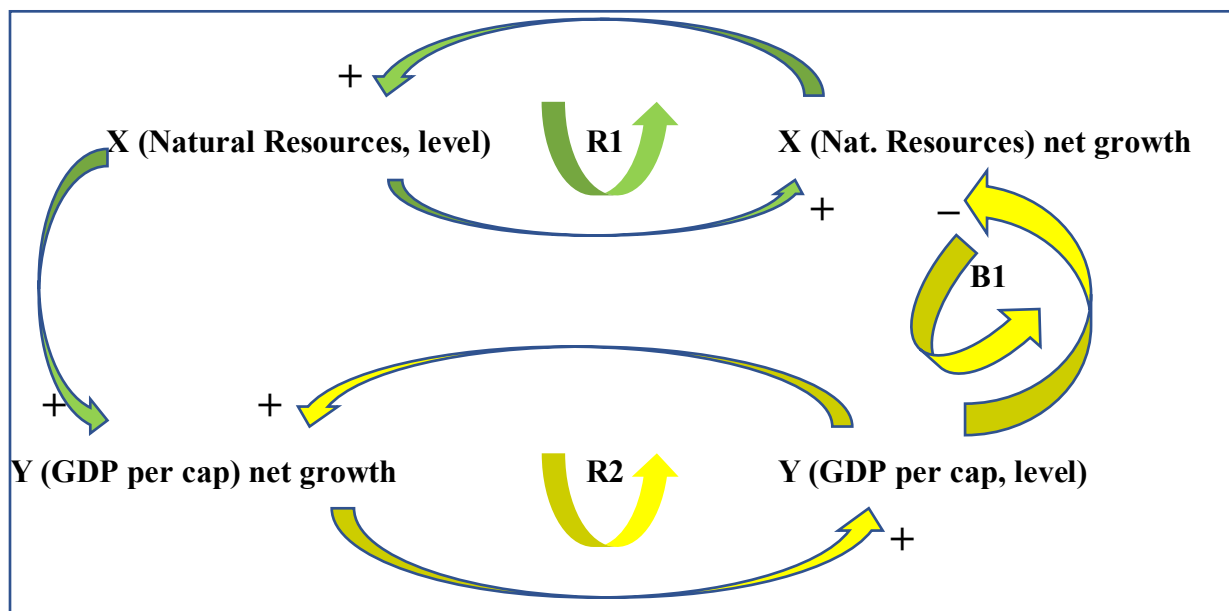 +
X (Natural Resources, level)
R1
X (Nat. Resources) net growth
+
−
B1
+
+
Y (GDP per cap) net growth
R2
Y (GDP per cap, level)
+